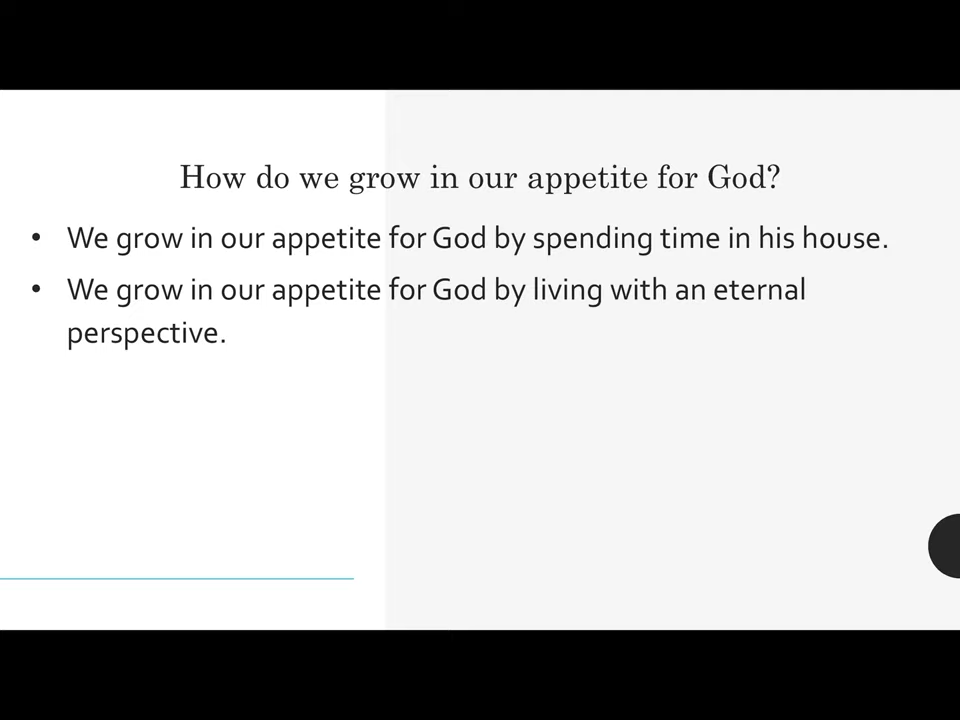 How do we grow in our appetite for God?
• We grow in our appetite for God by spending time in his house.
• We grow in our appetite for God by living with an eternal
perspective.